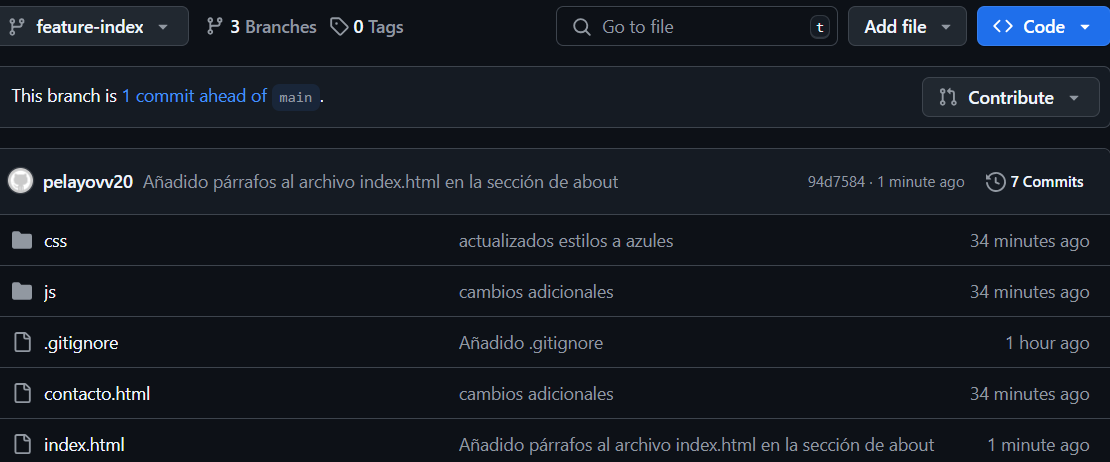 feature-index 3 Branches 0 Tags Go to file t Add file Code
This branch is 1 commit ahead of main.
Contribute
pelayovv20 Añadido párrafos al archivo index.html en la sección de about 94d7584 · 1 minute ago 7 Commits
css actualizados estilos a azules 34 minutes ago
js cambios adicionales 34 minutes ago
.gitignore Añadido .gitignore 1 hour ago
contacto.html cambios adicionales 34 minutes ago
index.html Añadido párrafos al archivo index.html en la sección de about 1 minute ago